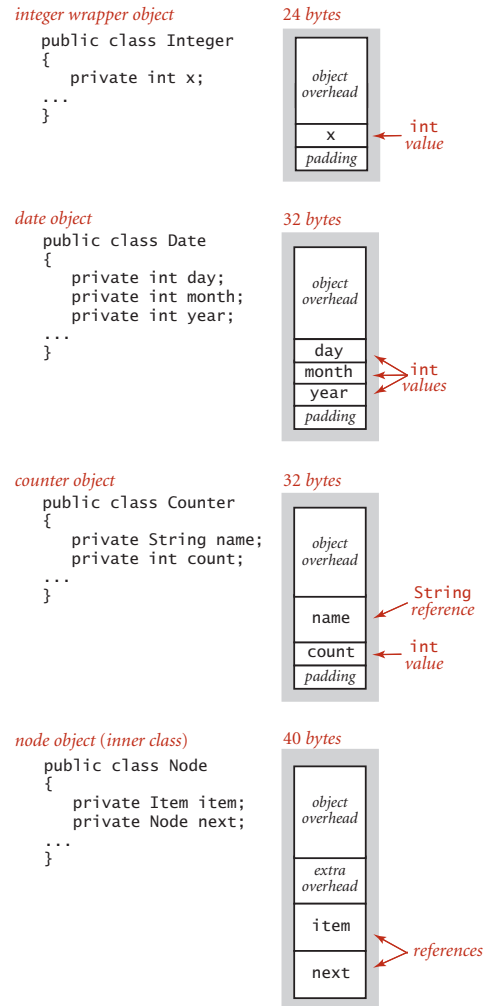 integer wrapper object
public class Integer
{
private int x;
...
}
24 bytes
object
overhead
x
padding
int
value
date object
public class Date
{
private int day;
private int month;
private int year;
...
}
32 bytes
object
overhead
day
month
year
padding
int
values
counter object
public class Counter
{
private String name;
private int count;
...
}
32 bytes
object
overhead
name
count
padding
String
reference
int
value
node object (inner class)
public class Node
{
private Item item;
private Node next;
...
}
40 bytes
object
overhead
extra
overhead
item
next
references